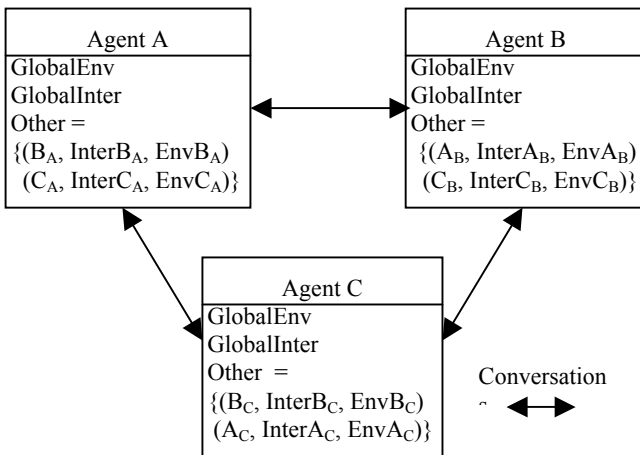 Agent A
GlobalEnv
GlobalInter
Other =
{(B_A, InterB_A, EnvB_A)
(C_A, InterC_A, EnvC_A)}
Agent B
GlobalEnv
GlobalInter
Other =
{(A_B, InterA_B, EnvA_B)
(C_B, InterC_B, EnvC_B)}
Agent C
GlobalEnv
GlobalInter
Other =
{(B_C, InterB_C, EnvB_C)
(A_C, InterA_C, EnvA_C)}
Conversation